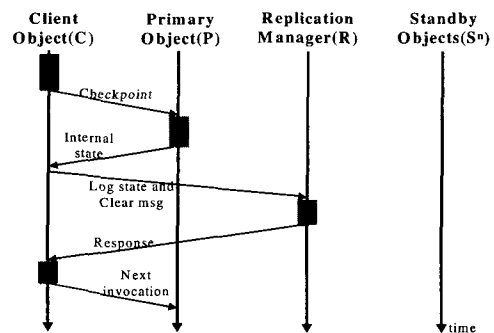 Client Primary Replication Standby
Object(C) Object(P) Manager(R) Objects(Sⁿ)
Checkpoint
Internal
state
Log state and
Clear msg
Response
Next
invocation
time